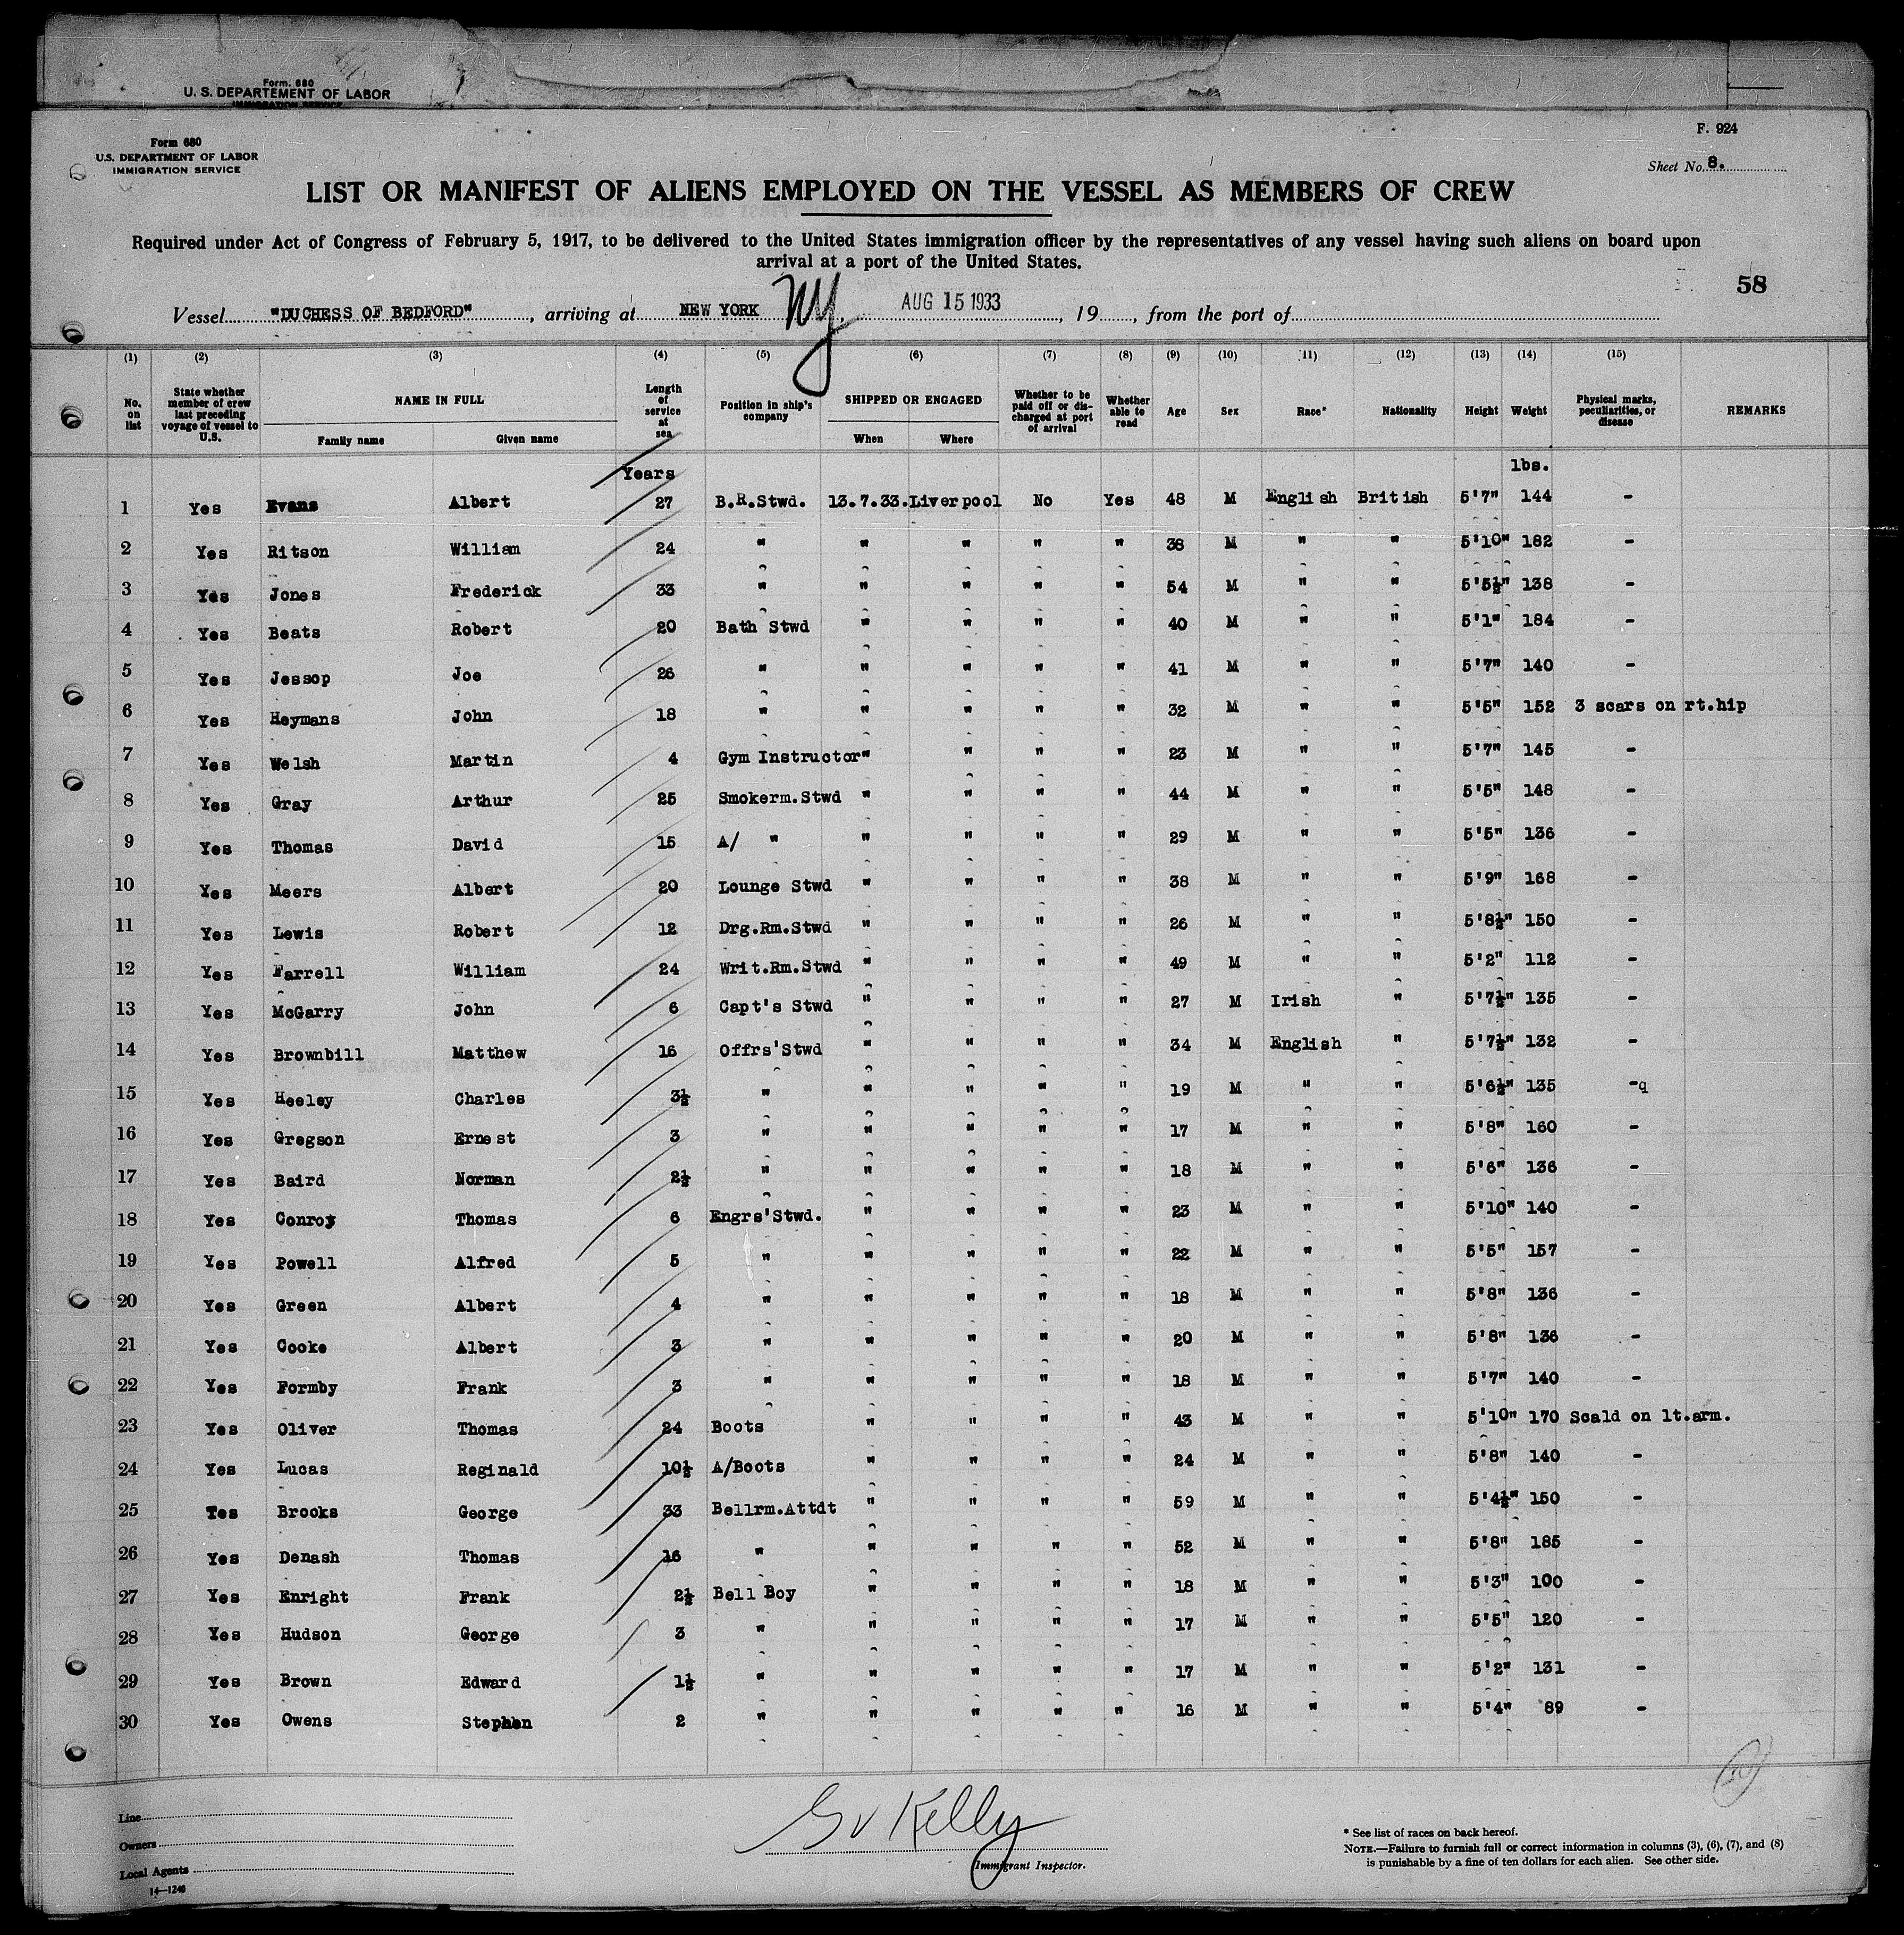 Form. 680
U. S. DEPARTEMENT OF LABOR
IMMIGRATION SERVICE
F. 924
Form 680
U.S. DEPARTMENT OF LABOR
IMMIGRATION SERVICE
Sheet No. 8.
LIST OR MANIFEST OF ALIENS EMPLOYED ON THE VESSEL AS MEMBERS OF CREW
Required under Act of Congress of February 5, 1917, to be delivered to the United States immigration officer by the representatives of any vessel having such aliens on board upon
arrival at a port of the United States.
58
Vessel "DUCHESS OF BEDFORD", arriving at NEW YORK NY. AUG 15 1933, 19, from the port of
(1) (2) (3) (4) (5) (6) (7) (8) (9) (10) (11) (12) (13) (14) (15)
No. on list State whether member of crew last preceding voyage of vessel to U.S. NAME IN FULL Family name Given name Length of service at sea Position in ship's company SHIPPED OR ENGAGED When Where Whether to be paid off or discharged at port of arrival Whether able to read Age Sex Race* Nationality Height Weight Physical marks, peculiarities, or disease REMARKS
Years lbs.
1 Yes Evans Albert 27 B.R.Stwd. 13.7.33. Liverpool No Yes 48 M English British 5'7" 144 -
2 Yes Ritson William 24 " " " " " 38 M " " 5'10" 182 -
3 Yes Jones Frederick 33 " " " " " 54 M " " 5'5½" 138 -
4 Yes Beats Robert 20 Bath Stwd " " " " 40 M " " 5'1" 184 -
5 Yes Jessop Joe 26 " " " " " 41 M " " 5'7" 140 -
6 Yes Heymans John 18 " " " " " 32 M " " 5'5" 152 3 scars on rt.hip
7 Yes Welsh Martin 4 Gym Instructor " " " " 23 M " " 5'7" 145 -
8 Yes Gray Arthur 25 Smokerm.Stwd " " " " 44 M " " 5'5" 148 -
9 Yes Thomas David 15 A/ " " " " " 29 M " " 5'5" 136 -
10 Yes Meers Albert 20 Lounge Stwd " " " " 38 M " " 5'9" 168 -
11 Yes Lewis Robert 12 Drg.Rm.Stwd " " " " 26 M " " 5'8½" 150 -
12 Yes Farrell William 24 Writ.Rm.Stwd " " " " 49 M " " 5'2" 112 -
13 Yes McGarry John 6 Capt's Stwd " " " " 27 M Irish " 5'7½" 135 -
14 Yes Brownbill Matthew 16 Offrs'Stwd " " " " 34 M English " 5'7½" 132 -
15 Yes Heeley Charles 3½ " " " " " 19 M " " 5'6½" 135 -q
16 Yes Gregson Ernest 3 " " " " " 17 M " " 5'8" 160 -
17 Yes Baird Norman 2½ " " " " " 18 M " " 5'6" 136 -
18 Yes Conroy Thomas 6 Engrs'Stwd. " " " " 23 M " " 5'10" 140 -
19 Yes Powell Alfred 5 " " " " " 22 M " " 5'5" 157 -
20 Yes Green Albert 4 " " " " " 18 M " " 5'8" 136 -
21 Yes Cooke Albert 3 " " " " " 20 M " " 5'8" 136 -
22 Yes Formby Frank 3 " " " " " 18 M " " 5'7" 140 -
23 Yes Oliver Thomas 24 Boots " " " " 43 M " " 5'10" 170 Scald on lt.arm.
24 Yes Lucas Reginald 10½ A/Boots " " " " 24 M " " 5'8" 140 -
25 Yes Brooks George 33 Bellrm.Attdt " " " " 59 M " " 5'4½" 150 -
26 Yes Denash Thomas 16 " " " " " 52 M " " 5'8" 185 -
27 Yes Enright Frank 2½ Bell Boy " " " " 18 M " " 5'3" 100 -
28 Yes Hudson George 3 " " " " " 17 M " " 5'5" 120 -
29 Yes Brown Edward 1½ " " " " " 17 M " " 5'2" 131 -
30 Yes Owens Stephen 2 " " " " " 16 M " " 5'4" 89 -
Line
Owners
Local Agents
14—1240
Kelly
Immigrant Inspector.
* See list of races on back hereof.
NOTE.—Failure to furnish full or correct information in columns (3), (6), (7), and (8)
is punishable by a fine of ten dollars for each alien. See other side.